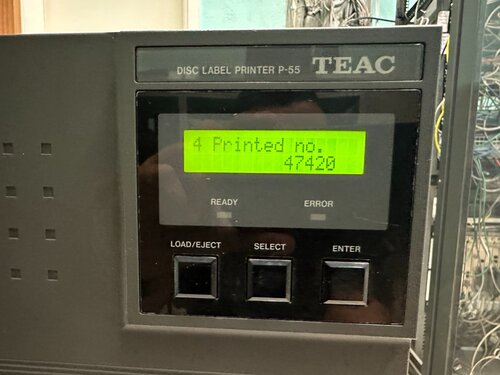 DISC LABEL PRINTER P-55 TEAC
4 Printed no.
47420
READY ERROR
LOAD/EJECT SELECT ENTER